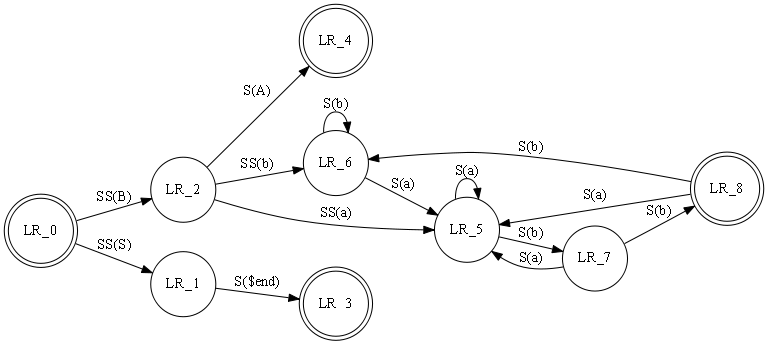 LR_4
S(A)
S(b)
LR_6
SS(b)
S(b)
S(a)
S(a)
S(a)
LR_8
SS(B)
LR_2
SS(a)
LR_0
LR_5
S(b)
S(b)
SS(S)
S(a)
LR_7
LR_1
S($end)
LR_3